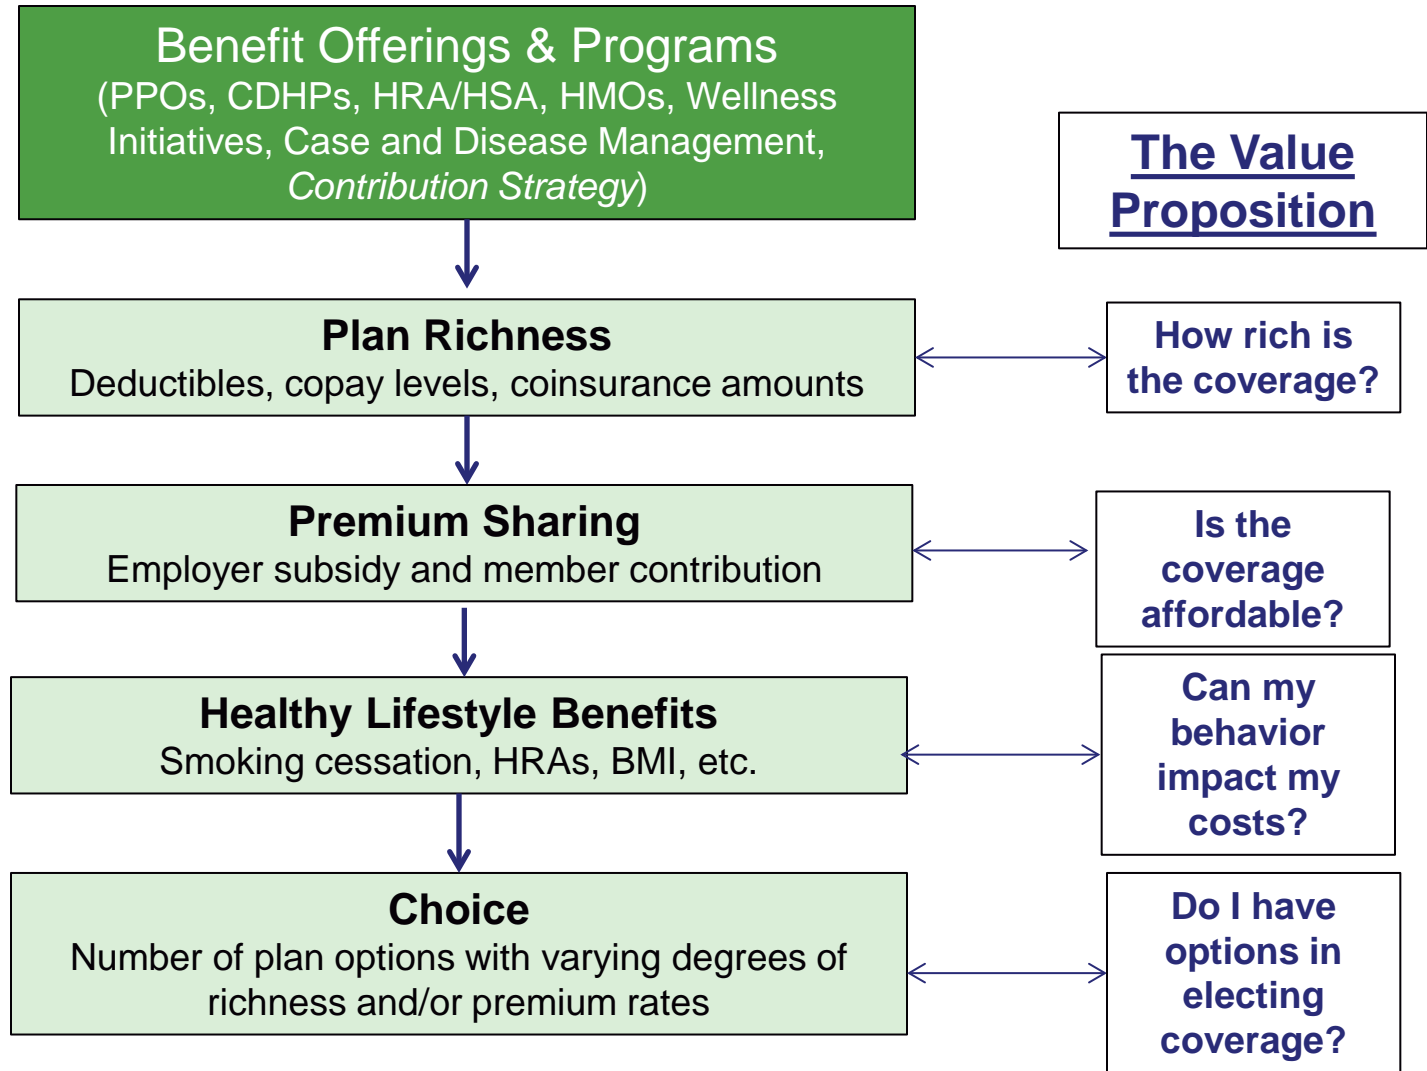 Benefit Offerings & Programs
(PPOs, CDHPs, HRA/HSA, HMOs, Wellness
Initiatives, Case and Disease Management,
Contribution Strategy)
The Value
Proposition
Plan Richness
Deductibles, copay levels, coinsurance amounts
How rich is
the coverage?
Premium Sharing
Employer subsidy and member contribution
Is the
coverage
affordable?
Healthy Lifestyle Benefits
Smoking cessation, HRAs, BMI, etc.
Can my
behavior
impact my
costs?
Choice
Number of plan options with varying degrees of
richness and/or premium rates
Do I have
options in
electing
coverage?